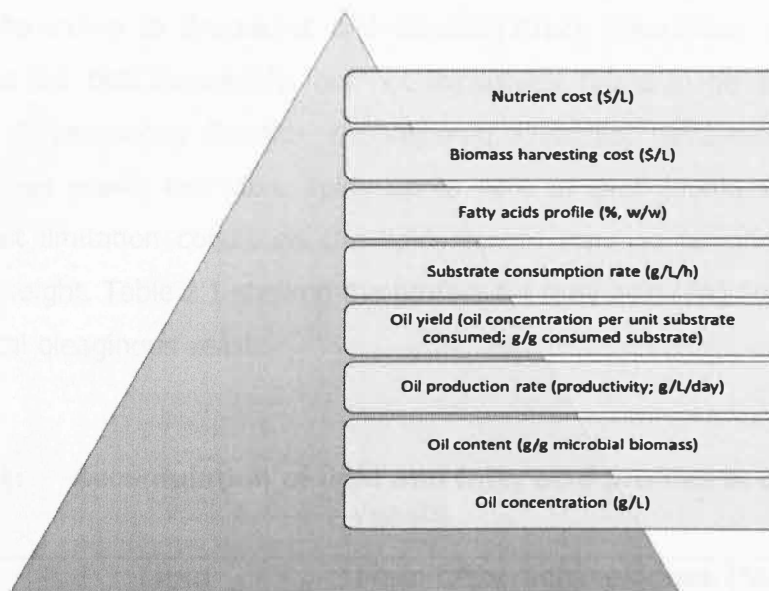 Nutrient cost ($/L)
Biomass harvesting cost ($/L)
Fatty acids profile (%, w/w)
Substrate consumption rate (g/L/h)
Oil yield (oil concentration per unit substrate
consumed; g/g consumed substrate)
Oil production rate (productivity; g/L/day)
Oil content (g/g microbial biomass)
Oil concentration (g/L)